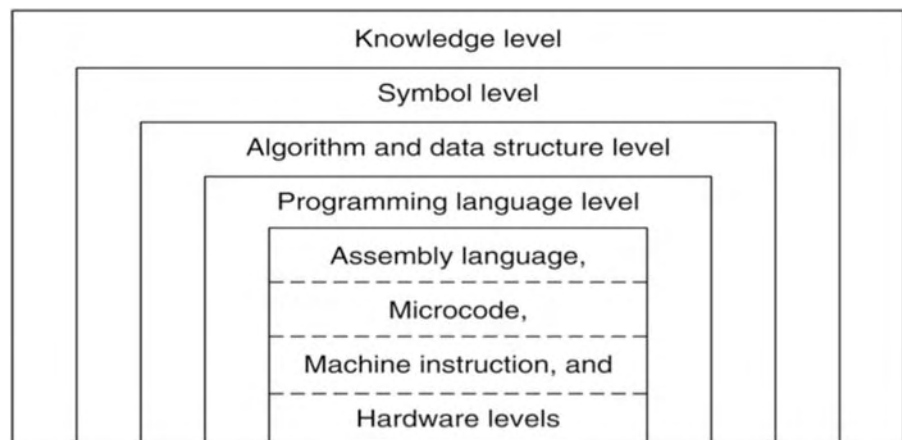 Knowledge level
Symbol level
Algorithm and data structure level
Programming language level
Assembly language,
Microcode,
Machine instruction, and
Hardware levels